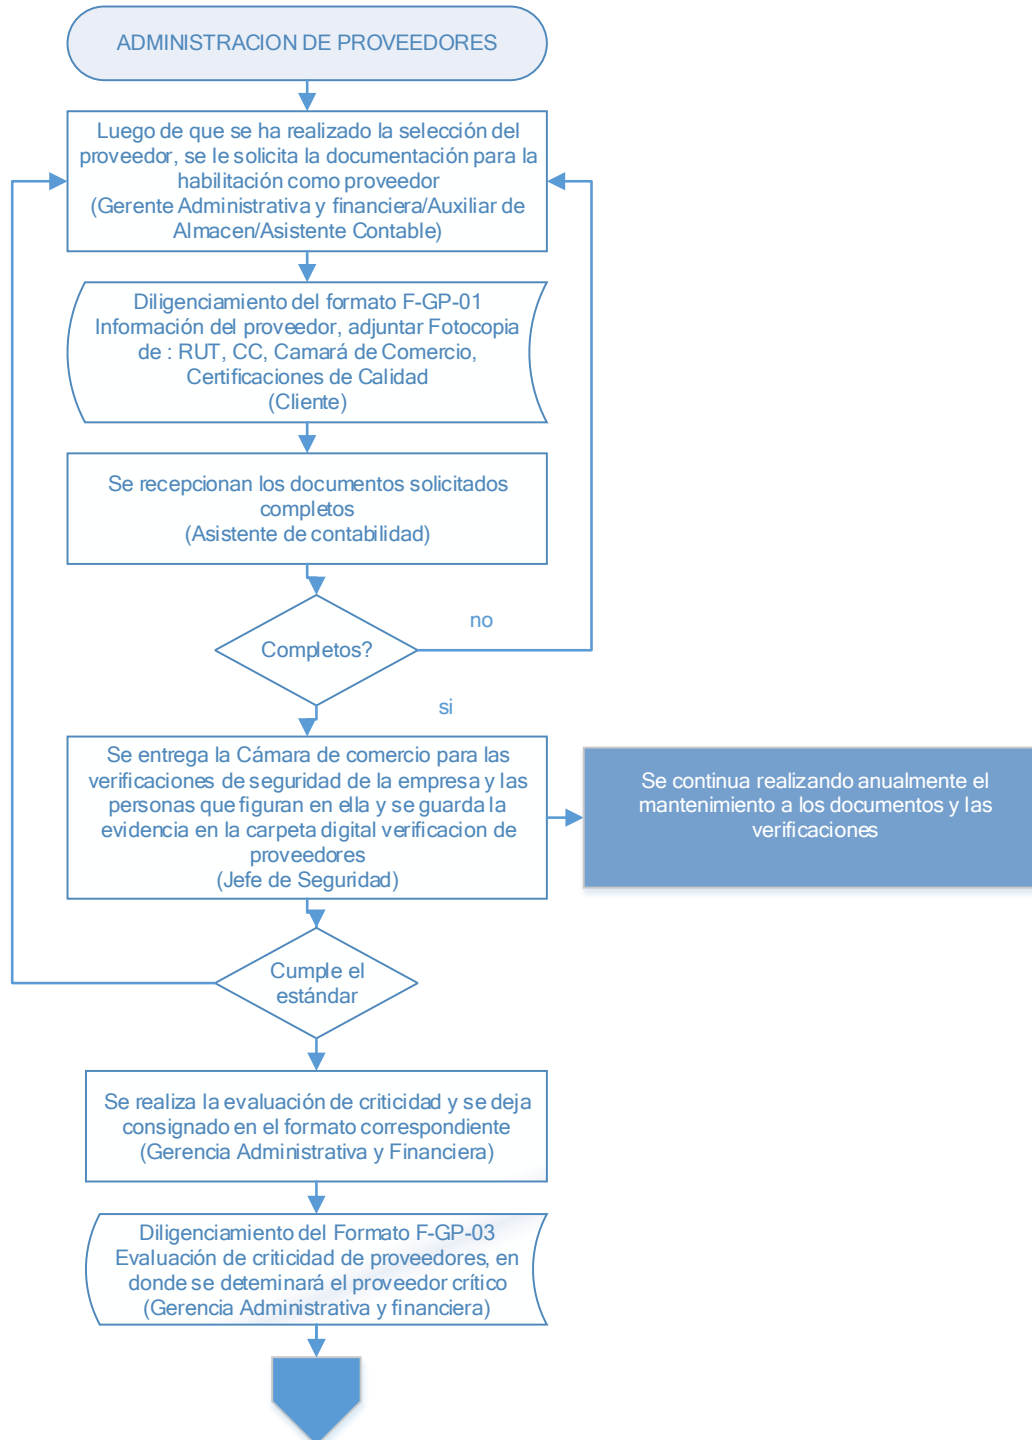 ADMINISTRACION DE PROVEEDORES
Luego de que se ha realizado la selección del
proveedor, se le solicita la documentación para la
habilitación como proveedor
(Gerente Administrativa y financiera/Auxiliar de
Almacen/Asistente Contable)
Diligenciamiento del formato F-GP-01
Información del proveedor, adjuntar Fotocopia
de : RUT, CC, Camará de Comercio,
Certificaciones de Calidad
(Cliente)
Se recepcionan los documentos solicitados
completos
(Asistente de contabilidad)
no
Completos?
si
Se entrega la Cámara de comercio para las
verificaciones de seguridad de la empresa y las
personas que figuran en ella y se guarda la
evidencia en la carpeta digital verificacion de
proveedores
(Jefe de Seguridad)
Se continua realizando anualmente el
mantenimiento a los documentos y las
verificaciones
Cumple el
estándar
Se realiza la evaluación de criticidad y se deja
consignado en el formato correspondiente
(Gerencia Administrativa y Financiera)
Diligenciamiento del Formato F-GP-03
Evaluación de criticidad de proveedores, en
donde se deteminará el proveedor crítico
(Gerencia Administrativa y financiera)